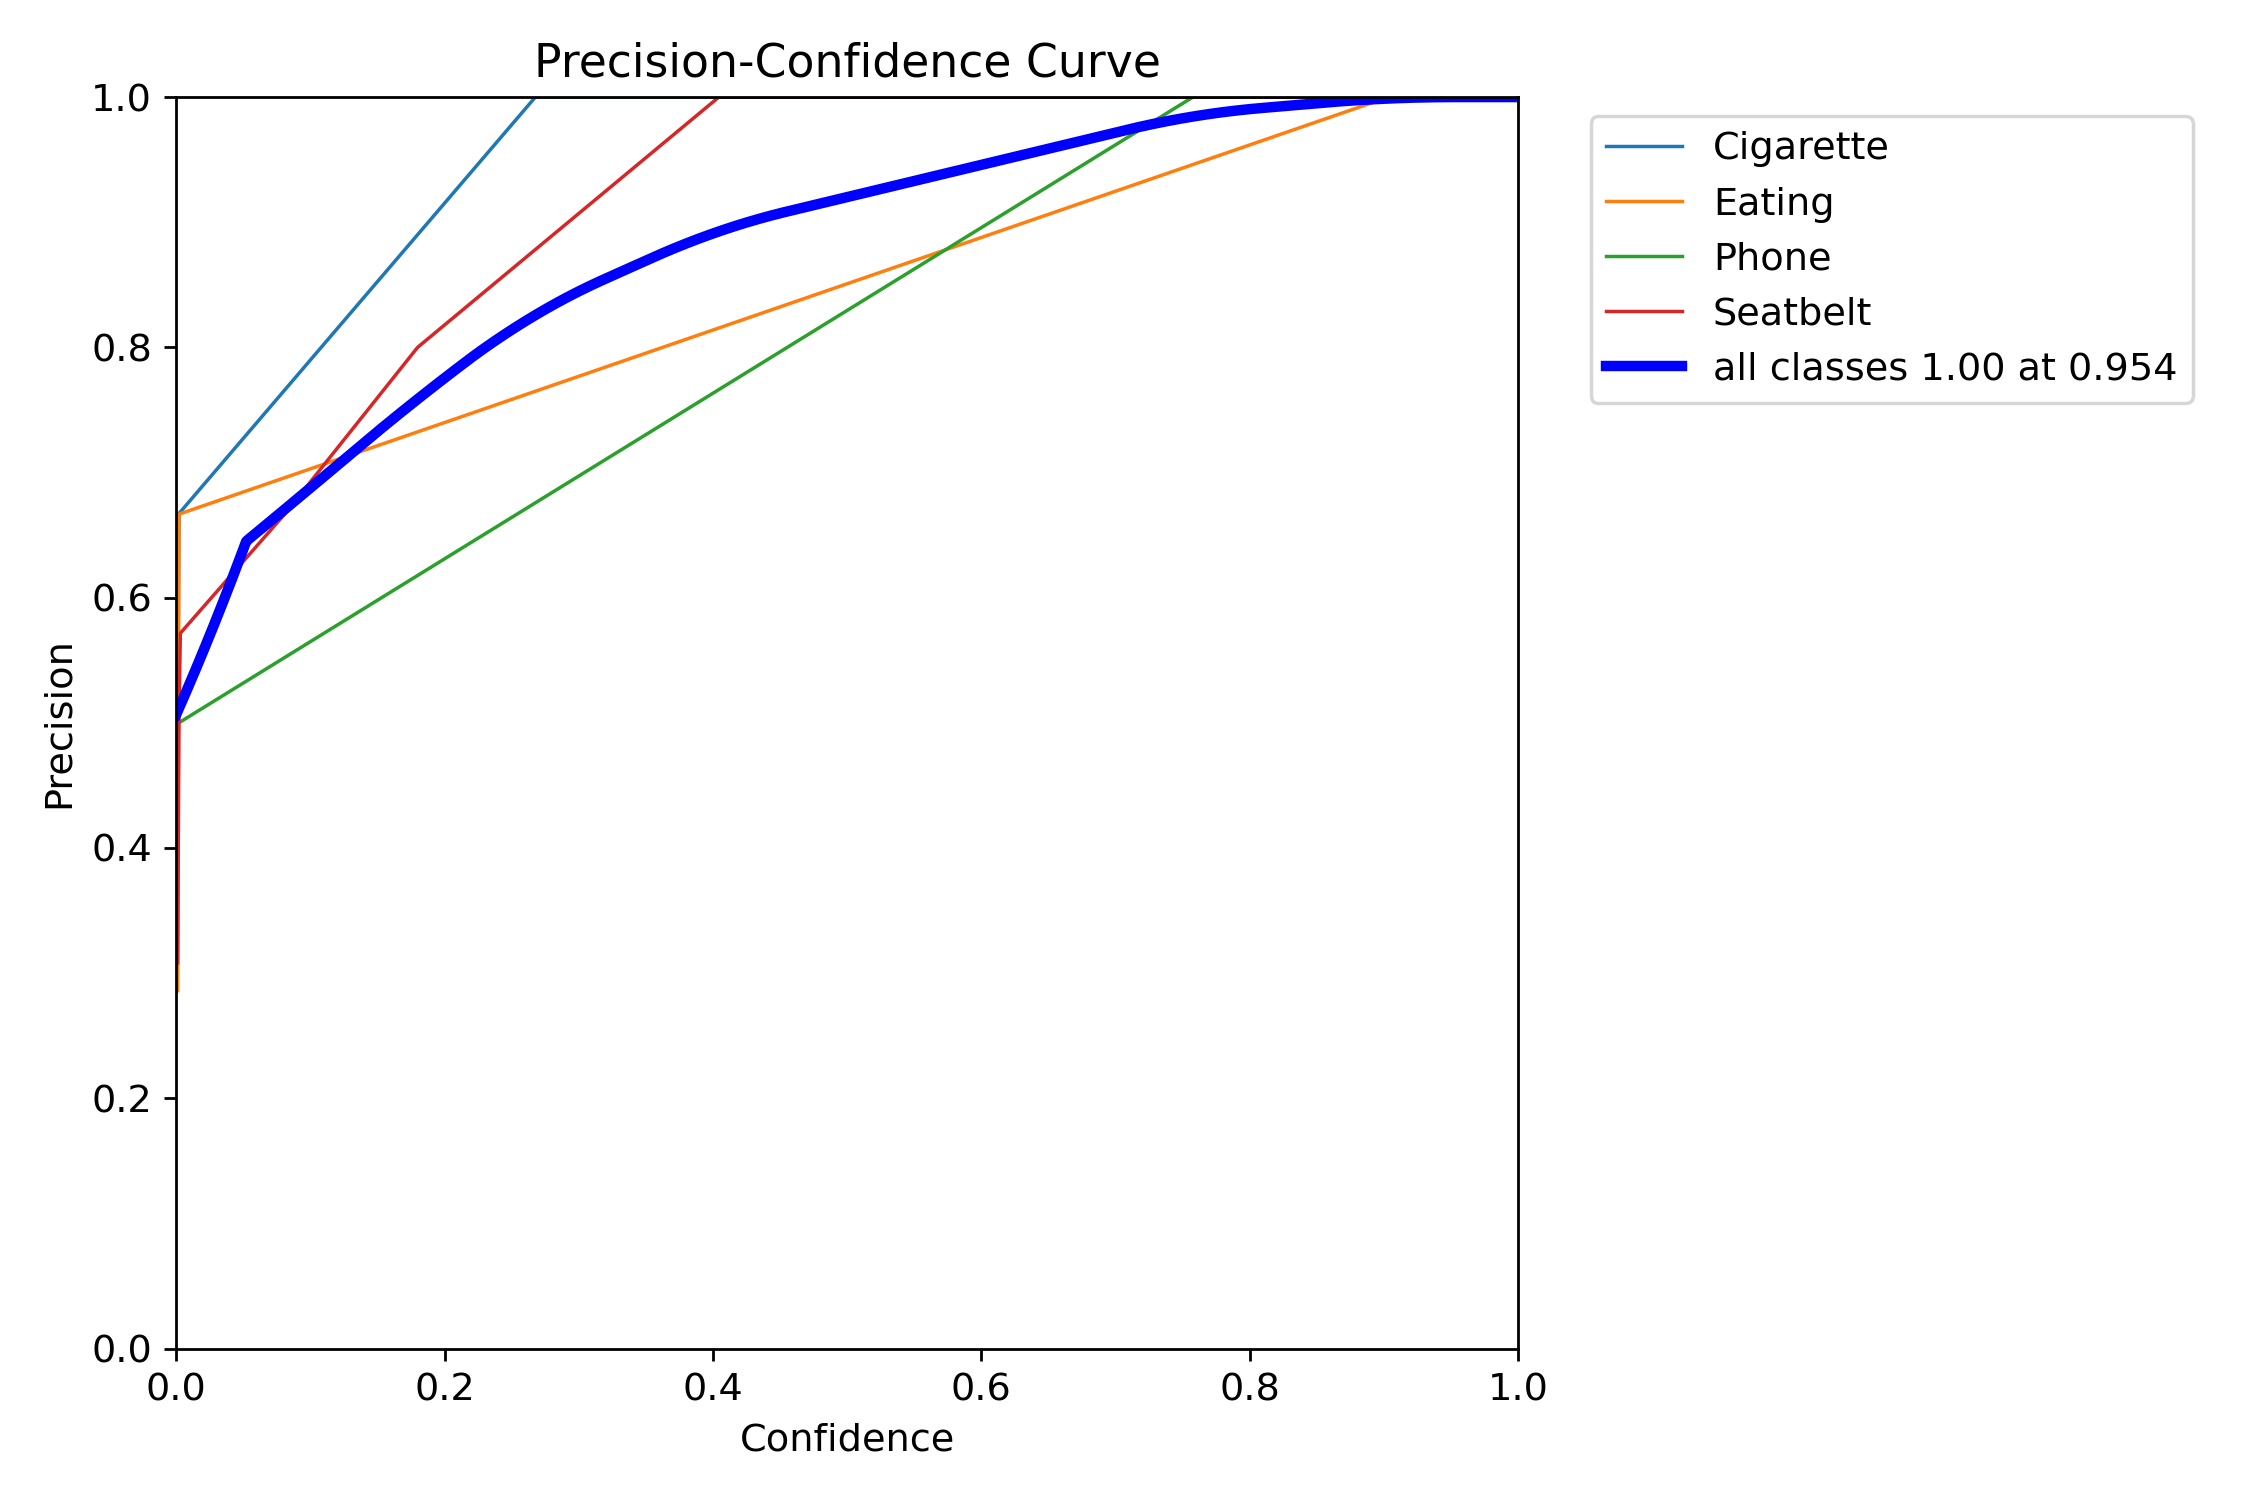 Precision-Confidence Curve
1.0
0.8
0.6
0.4
0.2
0.0
Precision
0.0 0.2 0.4 0.6 0.8 1.0
Confidence
Cigarette
Eating
Phone
Seatbelt
all classes 1.00 at 0.954